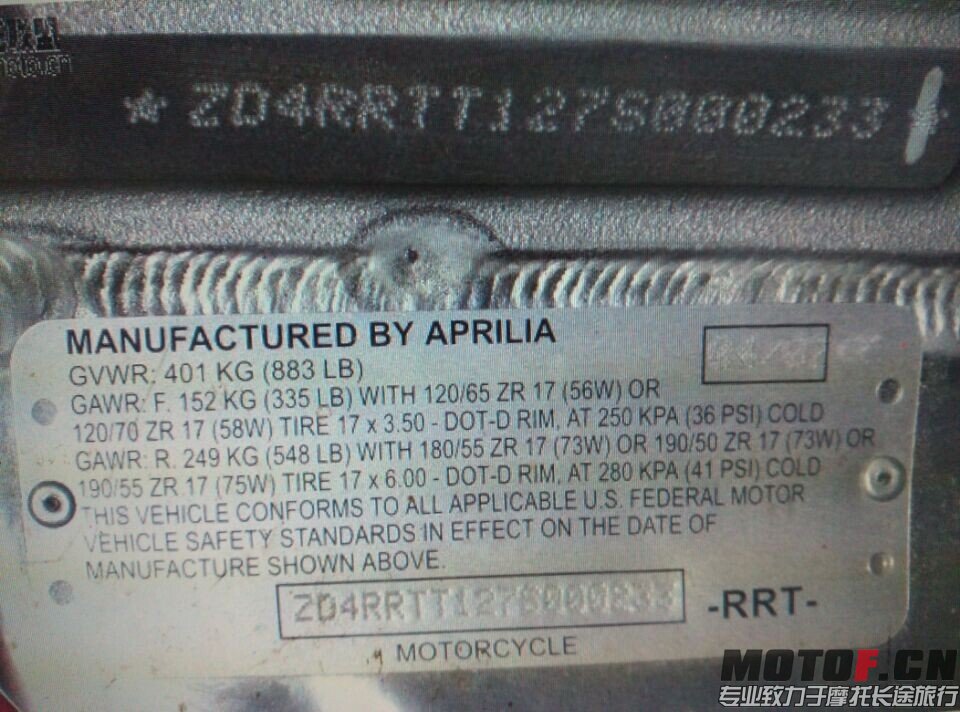 ★ZD4RRTT127S000233★
MANUFACTURED BY APRILIA
GVWR: 401 KG (883 LB)
GAWR: F. 152 KG (335 LB) WITH 120/65 ZR 17 (56W) OR
120/70 ZR 17 (58W) TIRE 17 x 3.50 - DOT-D RIM, AT 250 KPA (36 PSI) COLD
GAWR: R. 249 KG (548 LB) WITH 180/55 ZR 17 (73W) OR 190/50 ZR 17 (73W) OR
190/55 ZR 17 (75W) TIRE 17 x 6.00 - DOT-D RIM, AT 280 KPA (41 PSI) COLD
THIS VEHICLE CONFORMS TO ALL APPLICABLE U.S. FEDERAL MOTOR
VEHICLE SAFETY STANDARDS IN EFFECT ON THE DATE OF
MANUFACTURE SHOWN ABOVE.
ZD4RRTT127S000233 -RRT-
MOTORCYCLE
MOTOF.CN
专业致力于摩托长途旅行